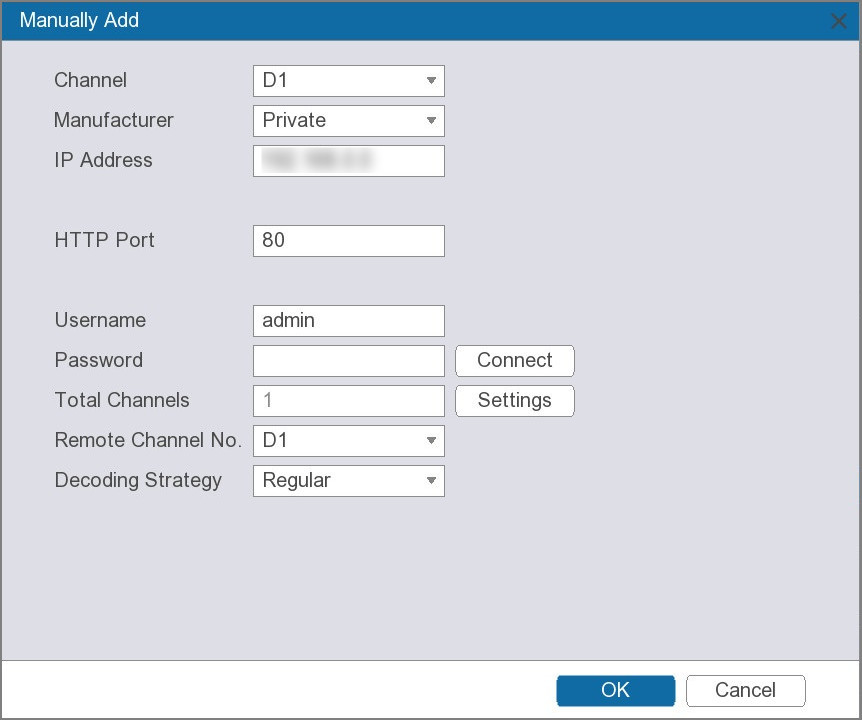 Manually Add
Channel D1
Manufacturer Private
IP Address
HTTP Port 80
Username admin
Password Connect
Total Channels 1 Settings
Remote Channel No. D1
Decoding Strategy Regular
OK Cancel